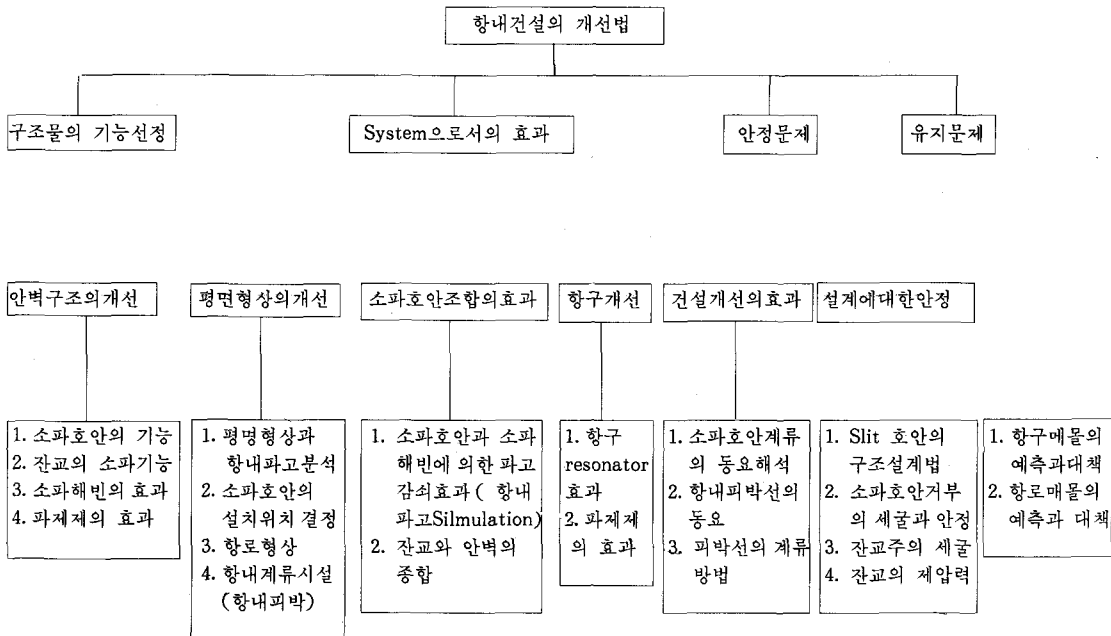 항내건설의 개선법
구조물의 기능선정
System으로서의 효과
안정문제
유지문제
안벽구조의개선
평면형상의개선
소파호안조합의효과
항구개선
건설개선의효과
설계에대한안정
1. 소파호안의 기능
2. 잔교의 소파기능
3. 소파해빈의 효과
4. 파제제의 효과
1. 평명형상과
항내파고분석
2. 소파호안의
설치위치 결정
3. 항로형상
4. 항내계류시설
(항내피박)
1. 소파호안과 소파
해빈에 의한 파고
감쇠효과 ( 항내
파고Silmulation)
2. 잔교와 안벽의
종합
1. 항구
resonator
효과
2. 파제재
의 효과
1. 소파호안계류
의 동요해석
2. 항내피박선의
동요
3. 피박선의 계류
방법
1. Slit 호안의
구조설계법
2. 소파호안거부
의 세굴과 안정
3. 잔교주의 세굴
4. 잔교의 제압력
1. 항구매몰의
예측과대책
2. 항로매몰의
예측과 대책